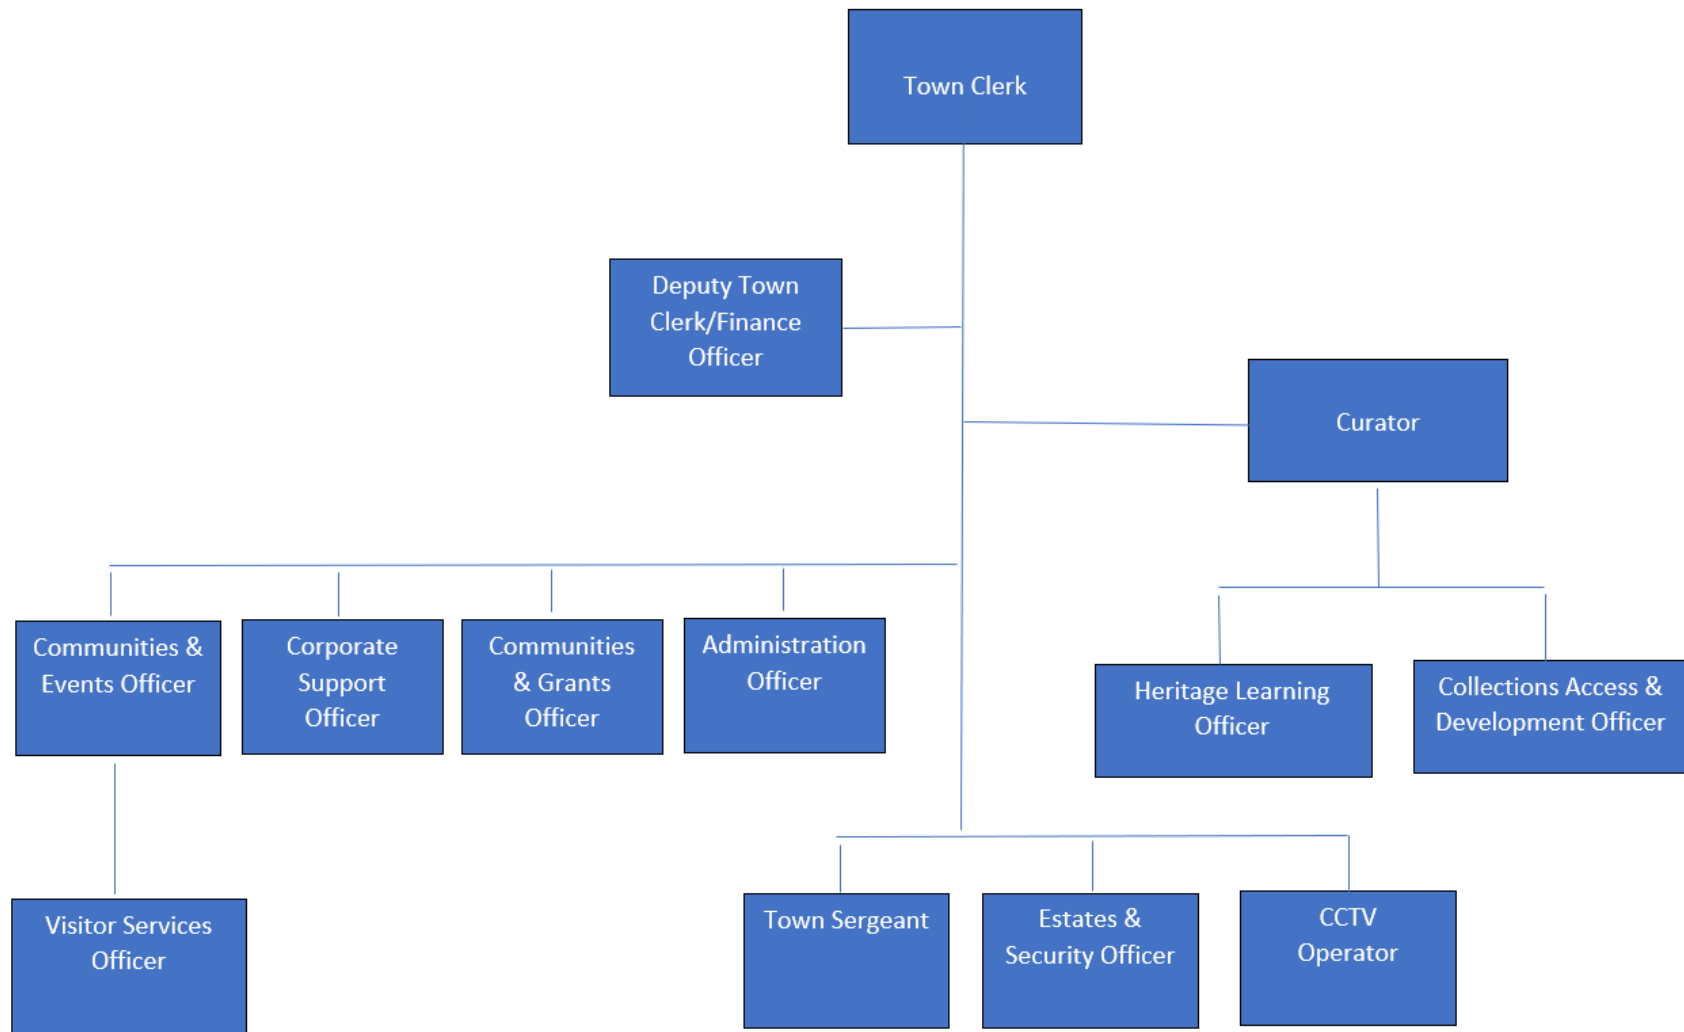 Town Clerk
Deputy Town
Clerk/Finance
Officer
Curator
Communities &
Events Officer
Corporate
Support
Officer
Communities
& Grants
Officer
Administration
Officer
Heritage Learning
Officer
Collections Access &
Development Officer
Visitor Services
Officer
Town Sergeant
Estates &
Security Officer
CCTV
Operator